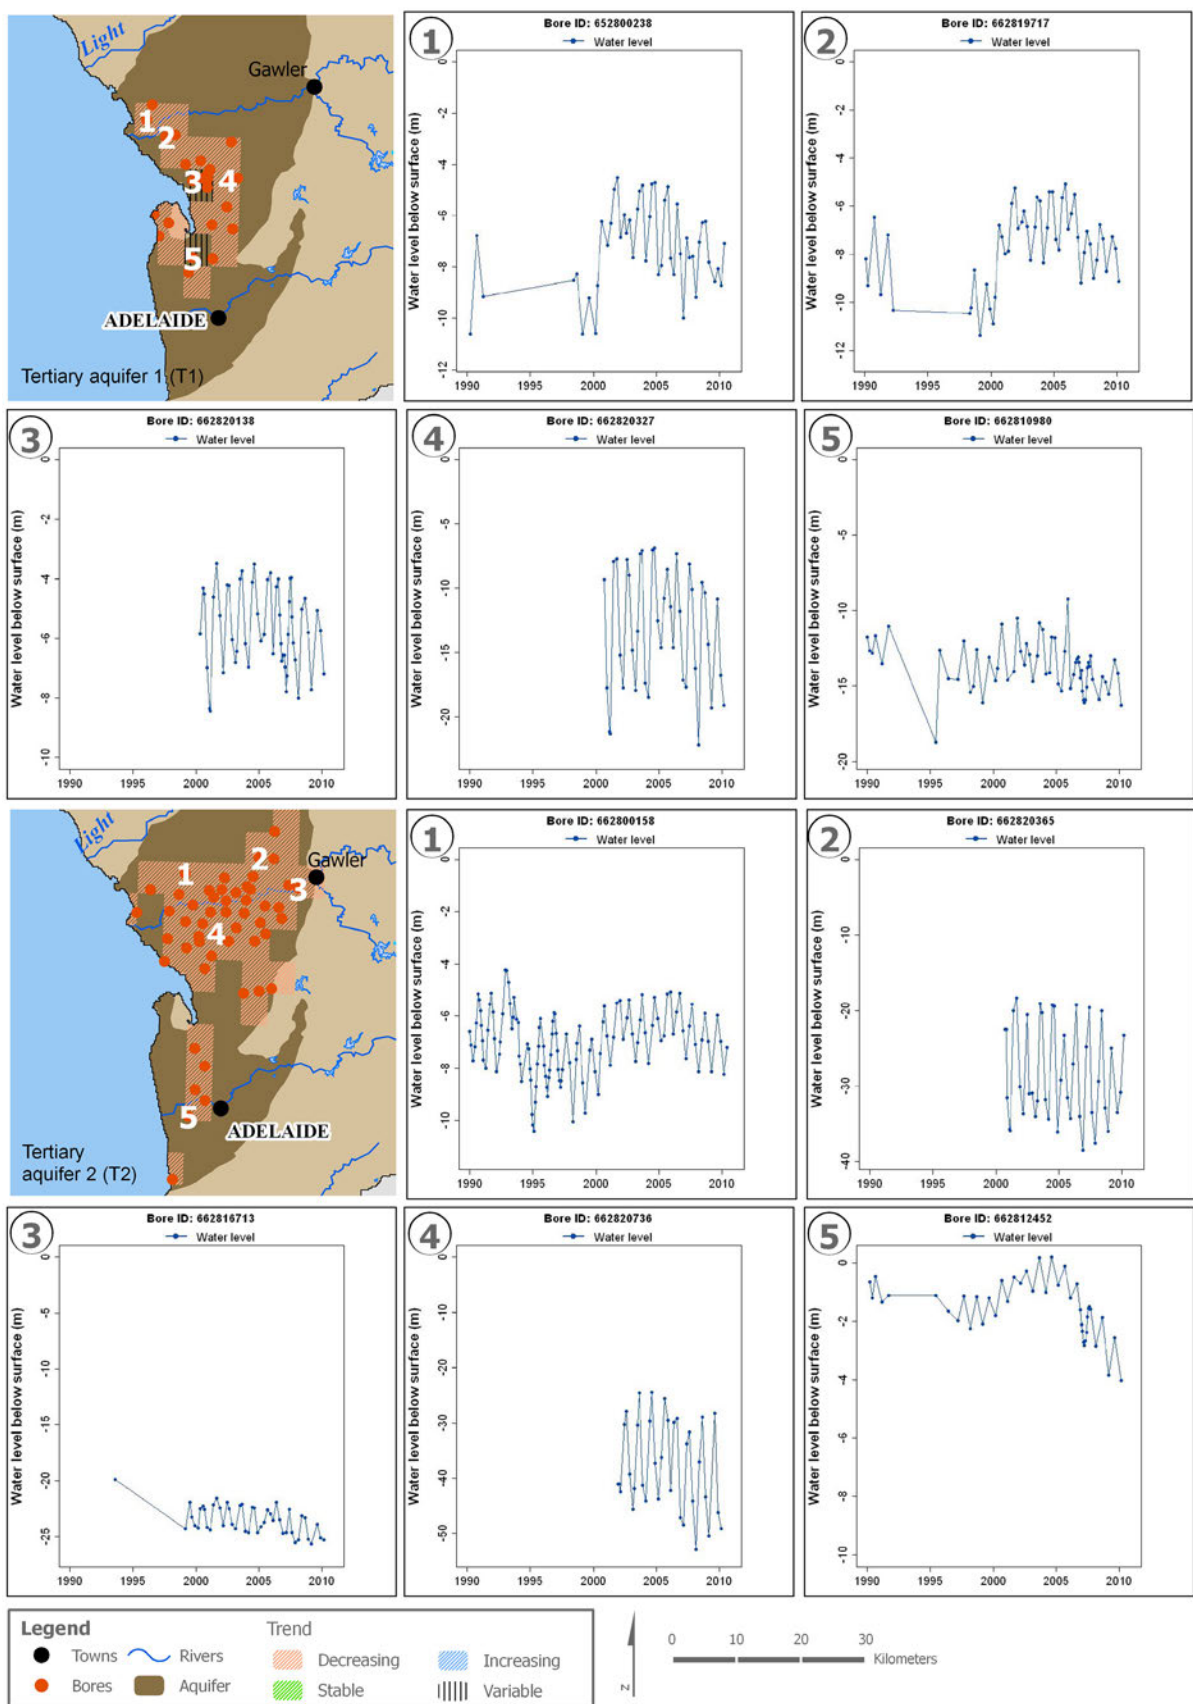 Light
Gawler
1
2
3
4
5
ADELAIDE
Tertiary aquifer 1 (T1)
1
Bore ID: 652800238
Water level
Water level below surface (m)
0
-2
-4
-6
-8
-10
-12
1990 1995 2000 2005 2010
2
Bore ID: 662819717
Water level
Water level below surface (m)
0
-2
-4
-6
-8
-10
-12
1990 1995 2000 2005 2010
3
Bore ID: 662820138
Water level
Water level below surface (m)
0
-2
-4
-6
-8
-10
1990 1995 2000 2005 2010
4
Bore ID: 662820327
Water level
Water level below surface (m)
0
-5
-10
-15
-20
1990 1995 2000 2005 2010
5
Bore ID: 662810980
Water level
Water level below surface (m)
0
-5
-10
-15
-20
1990 1995 2000 2005 2010
Light
1
2
Gawler
3
4
5
ADELAIDE
Tertiary
aquifer 2 (T2)
1
Bore ID: 662800158
Water level
Water level below surface (m)
0
-2
-4
-6
-8
-10
1990 1995 2000 2005 2010
2
Bore ID: 662820365
Water level
Water level below surface (m)
0
-10
-20
-30
-40
1990 1995 2000 2005 2010
3
Bore ID: 662816713
Water level
Water level below surface (m)
0
-5
-10
-15
-20
-25
1990 1995 2000 2005 2010
4
Bore ID: 662820736
Water level
Water level below surface (m)
0
-10
-20
-30
-40
-50
1990 1995 2000 2005 2010
5
Bore ID: 662812452
Water level
Water level below surface (m)
0
-2
-4
-6
-8
-10
1990 1995 2000 2005 2010
Legend
Towns Rivers
Bores Aquifer
Trend
Decreasing Increasing
Stable Variable
N
0 10 20 30
Kilometers